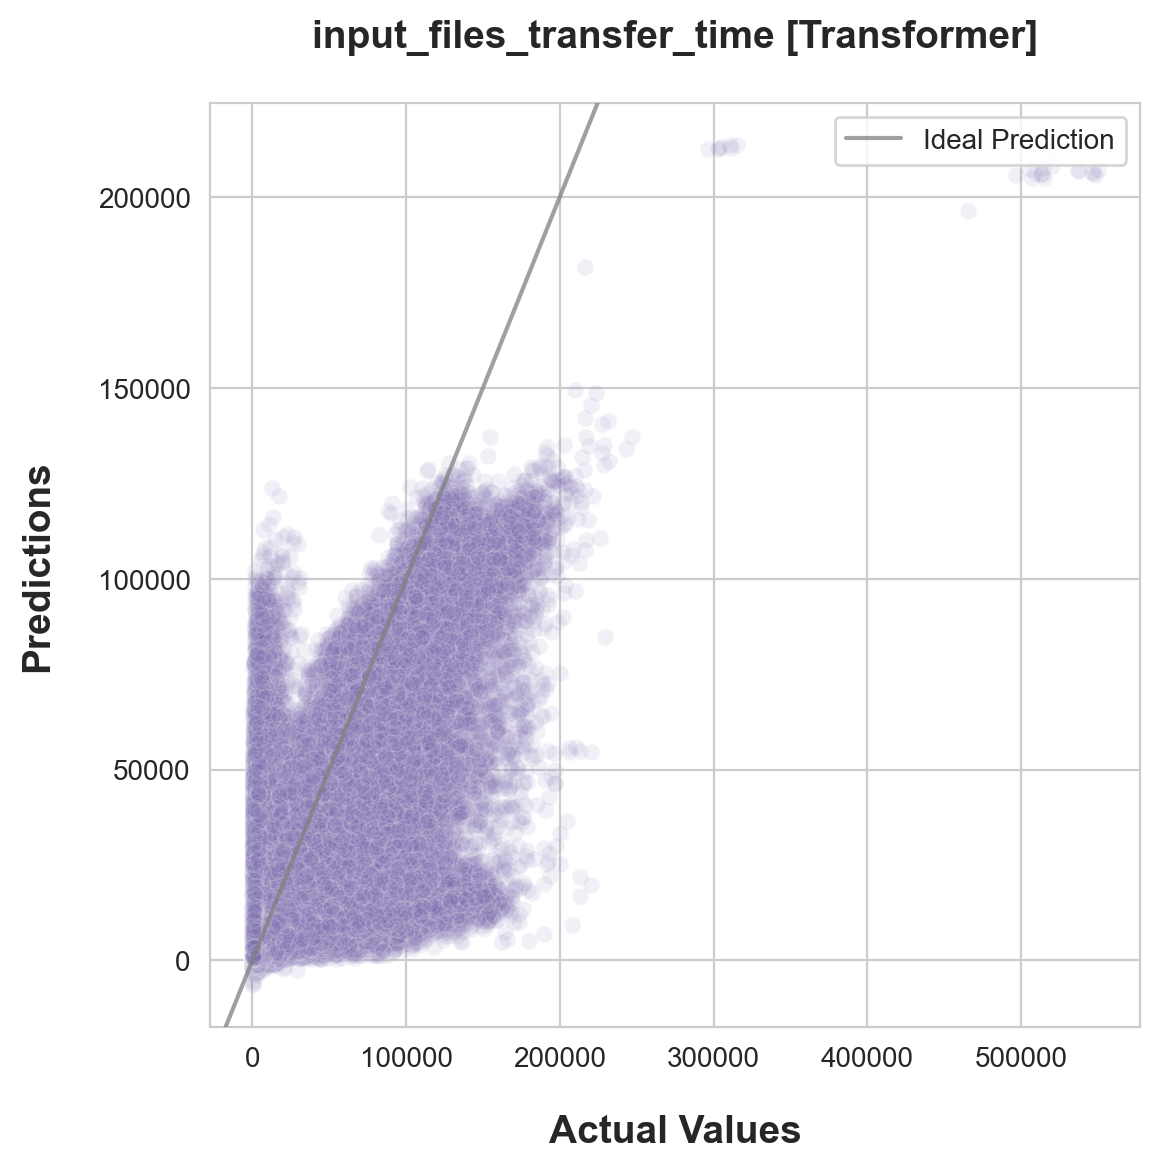 input_files_transfer_time [Transformer]
Ideal Prediction
200000
150000
100000
50000
0
Predictions
0
100000
200000
300000
400000
500000
Actual Values